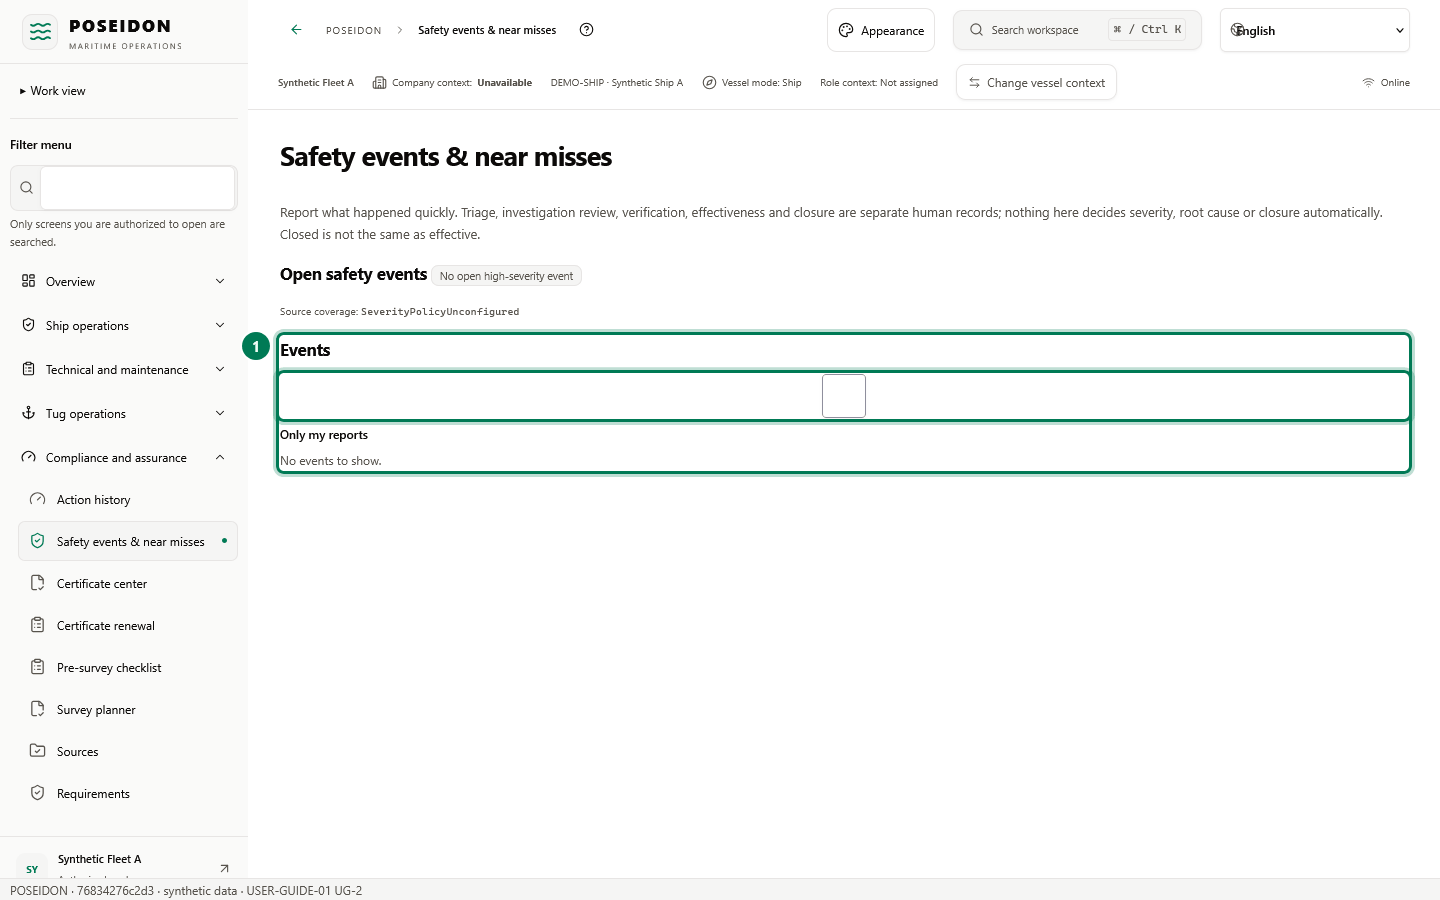 POSEIDON
MARITIME OPERATIONS
POSEIDON
Safety events & near misses
Appearance
Search workspace
⌘ / Ctrl K
English
Synthetic Fleet A
Company context: Unavailable
DEMO-SHIP · Synthetic Ship A
Vessel mode: Ship
Role context: Not assigned
Change vessel context
Online
Work view
Filter menu
Only screens you are authorized to open are
searched.
Overview
Ship operations
Technical and maintenance
Tug operations
Compliance and assurance
Action history
Safety events & near misses
Certificate center
Certificate renewal
Pre-survey checklist
Survey planner
Sources
Requirements
SY
Synthetic Fleet A
Safety events & near misses
Report what happened quickly. Triage, investigation review, verification, effectiveness and closure are separate human records; nothing here decides severity, root cause or closure automatically.
Closed is not the same as effective.
Open safety events
No open high-severity event
Source coverage: SeverityPolicyUnconfigured
1
Events
Only my reports
No events to show.
POSEIDON · 76834276c2d3 · synthetic data · USER-GUIDE-01 UG-2